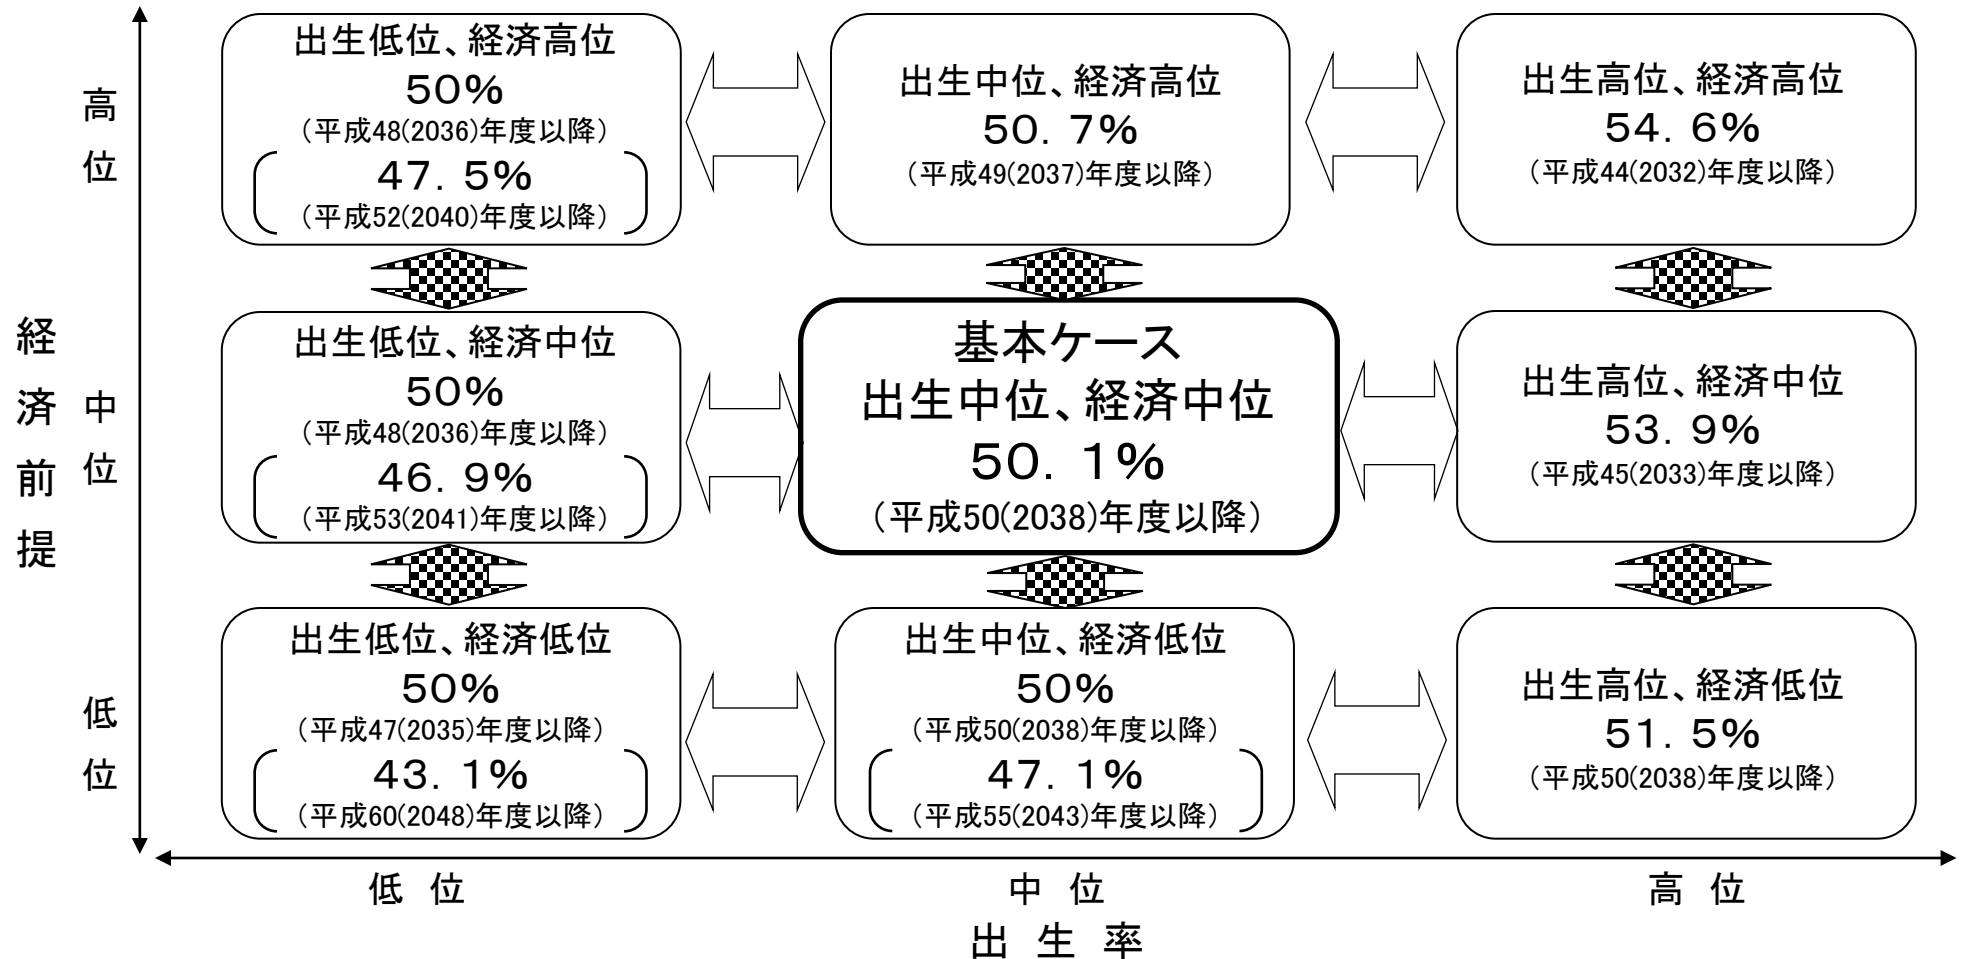 経済前提
高位
中位
低位
出生低位、経済高位
50%
（平成48(2036)年度以降）
47．5%
（平成52(2040)年度以降）
出生中位、経済高位
50．7%
（平成49(2037)年度以降）
出生高位、経済高位
54．6%
（平成44(2032)年度以降）
出生低位、経済中位
50%
（平成48(2036)年度以降）
46．9%
（平成53(2041)年度以降）
基本ケース
出生中位、経済中位
50．1%
（平成50(2038)年度以降）
出生高位、経済中位
53．9%
（平成45(2033)年度以降）
出生低位、経済低位
50%
（平成47(2035)年度以降）
43．1%
（平成60(2048)年度以降）
出生中位、経済低位
50%
（平成50(2038)年度以降）
47．1%
（平成55(2043)年度以降）
出生高位、経済低位
51．5%
（平成50(2038)年度以降）
低 位
中 位
高 位
出 生 率